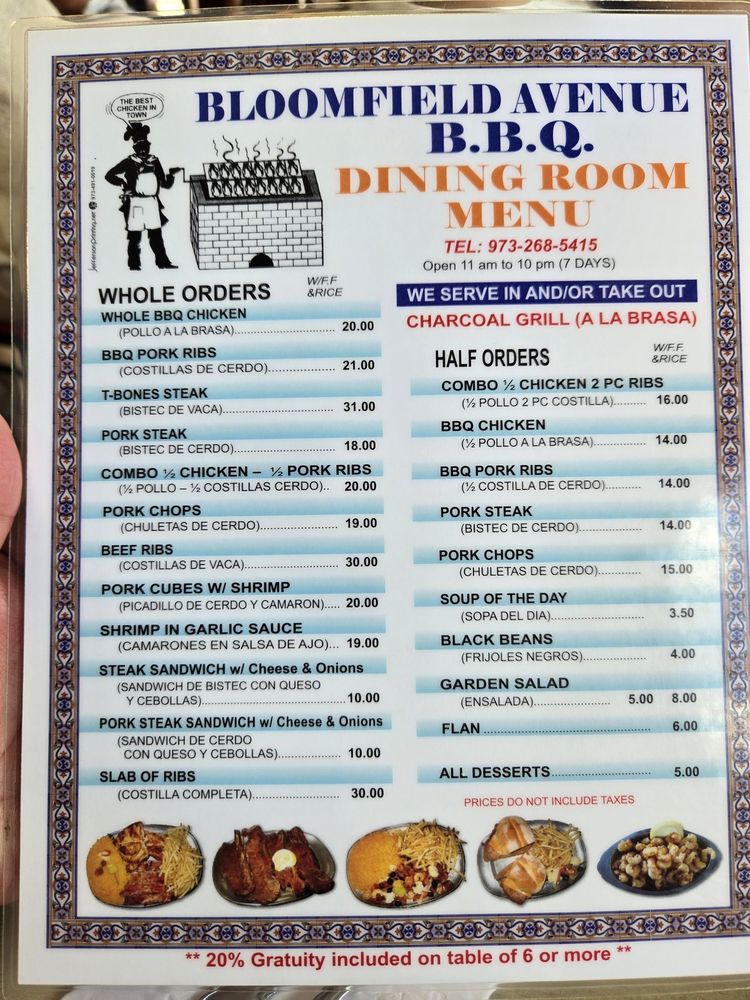 THE BEST
CHICKEN IN
TOWN
BLOOMFIELD AVENUE
B.B.Q.
DINING ROOM
MENU
TEL: 973-268-5415
Open 11 am to 10 pm (7 DAYS)
WE SERVE IN AND/OR TAKE OUT
CHARCOAL GRILL (A LA BRASA)
WHOLE ORDERS W/F.F &RICE
WHOLE BBQ CHICKEN
(POLLO A LA BRASA)............................... 20.00
BBQ PORK RIBS
(COSTILLAS DE CERDO).................... 21.00
T-BONES STEAK
(BISTEC DE VACA).................................. 31.00
PORK STEAK
(BISTEC DE CERDO)............................... 18.00
COMBO ½ CHICKEN – ½ PORK RIBS
(½ POLLO – ½ COSTILLAS CERDO).. 20.00
PORK CHOPS
(CHULETAS DE CERDO)....................... 19.00
BEEF RIBS
(COSTILLAS DE VACA).......................... 30.00
PORK CUBES W/ SHRIMP
(PICADILLO DE CERDO Y CAMARON)..... 20.00
SHRIMP IN GARLIC SAUCE
(CAMARONES EN SALSA DE AJO)... 19.00
STEAK SANDWICH w/ Cheese & Onions
(SANDWICH DE BISTEC CON QUESO
Y CEBOLLAS)...........................................10.00
PORK STEAK SANDWICH w/ Cheese & Onions
(SANDWICH DE CERDO
CON QUESO Y CEBOLLAS)................... 10.00
SLAB OF RIBS
(COSTILLA COMPLETA).......................... 30.00
HALF ORDERS W/F.F. &RICE
COMBO ½ CHICKEN 2 PC RIBS
(½ POLLO 2 PC COSTILLA).......... 16.00
BBQ CHICKEN
(½ POLLO A LA BRASA)................ 14.00
BBQ PORK RIBS
(½ COSTILLA DE CERDO)........... 14.00
PORK STEAK
(BISTEC DE CERDO)........................ 14.00
PORK CHOPS
(CHULETAS DE CERDO)..................... 15.00
SOUP OF THE DAY
(SOPA DEL DIA)................................... 3.50
BLACK BEANS
(FRIJOLES NEGROS)................... 4.00
GARDEN SALAD
(ENSALADA)....................... 5.00 8.00
FLAN .................................................. 6.00
ALL DESSERTS.............................. 5.00
PRICES DO NOT INCLUDE TAXES
** 20% Gratuity included on table of 6 or more **